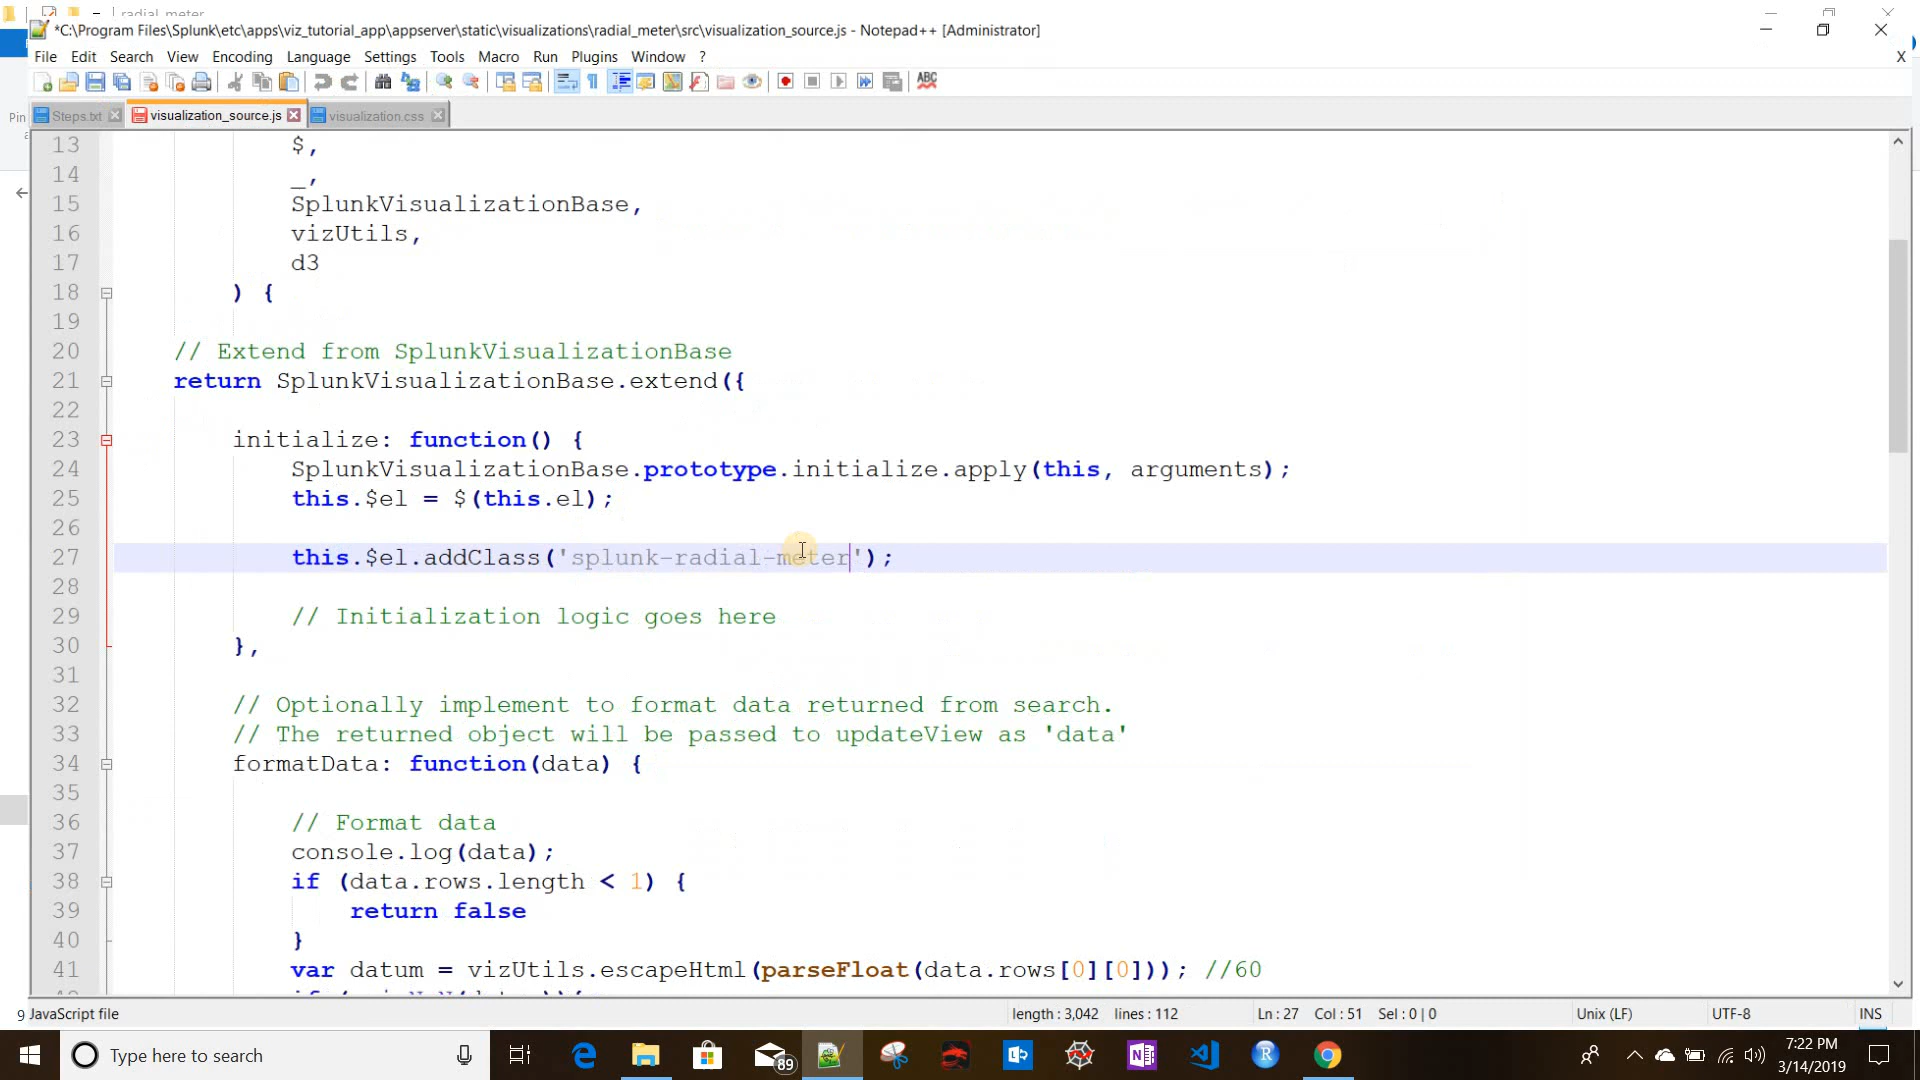 radial_meter
*C:\Program Files\Splunk\etc\apps\viz_tutorial_app\appserver\static\visualizations\radial_meter\src\visualization_source.js - Notepad++ [Administrator]
File Edit Search View Encoding Language Settings Tools Macro Run Plugins Window ? X
Pin Steps.txt visualization_source.js visualization.css
13 $,
14 _,
15 SplunkVisualizationBase,
16 vizUtils,
17 d3
18 ) {
19
20 // Extend from SplunkVisualizationBase
21 return SplunkVisualizationBase.extend({
22
23 initialize: function() {
24 SplunkVisualizationBase.prototype.initialize.apply(this, arguments);
25 this.$el = $(this.el);
26
27 this.$el.addClass('splunk-radial-meter');
28
29 // Initialization logic goes here
30 },
31
32 // Optionally implement to format data returned from search.
33 // The returned object will be passed to updateView as 'data'
34 formatData: function(data) {
35
36 // Format data
37 console.log(data);
38 if (data.rows.length < 1) {
39 return false
40 }
41 var datum = vizUtils.escapeHtml(parseFloat(data.rows[0][0])); //60
9 JavaScript file length : 3,042 lines : 112 Ln : 27 Col : 51 Sel : 0 | 0 Unix (LF) UTF-8 INS
Type here to search 89 7:22 PM
3/14/2019